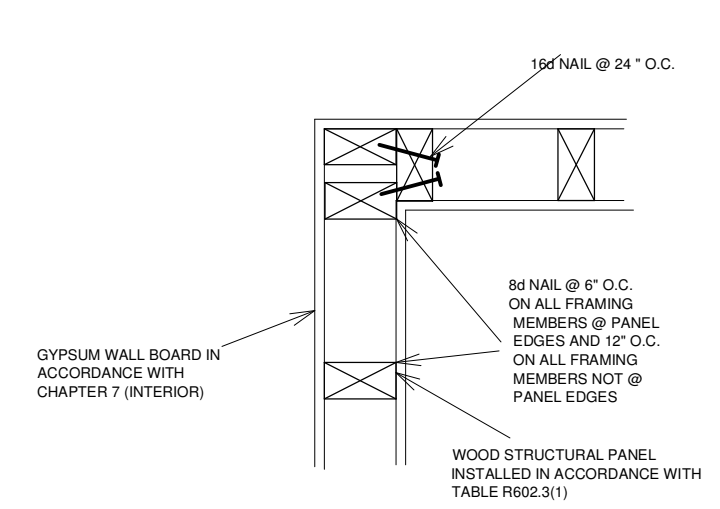 16d NAIL @ 24 " O.C.
8d NAIL @ 6" O.C.
ON ALL FRAMING
MEMBERS @ PANEL
EDGES AND 12" O.C.
ON ALL FRAMING
MEMBERS NOT @
PANEL EDGES
GYPSUM WALL BOARD IN
ACCORDANCE WITH
CHAPTER 7 (INTERIOR)
WOOD STRUCTURAL PANEL
INSTALLED IN ACCORDANCE WITH
TABLE R602.3(1)